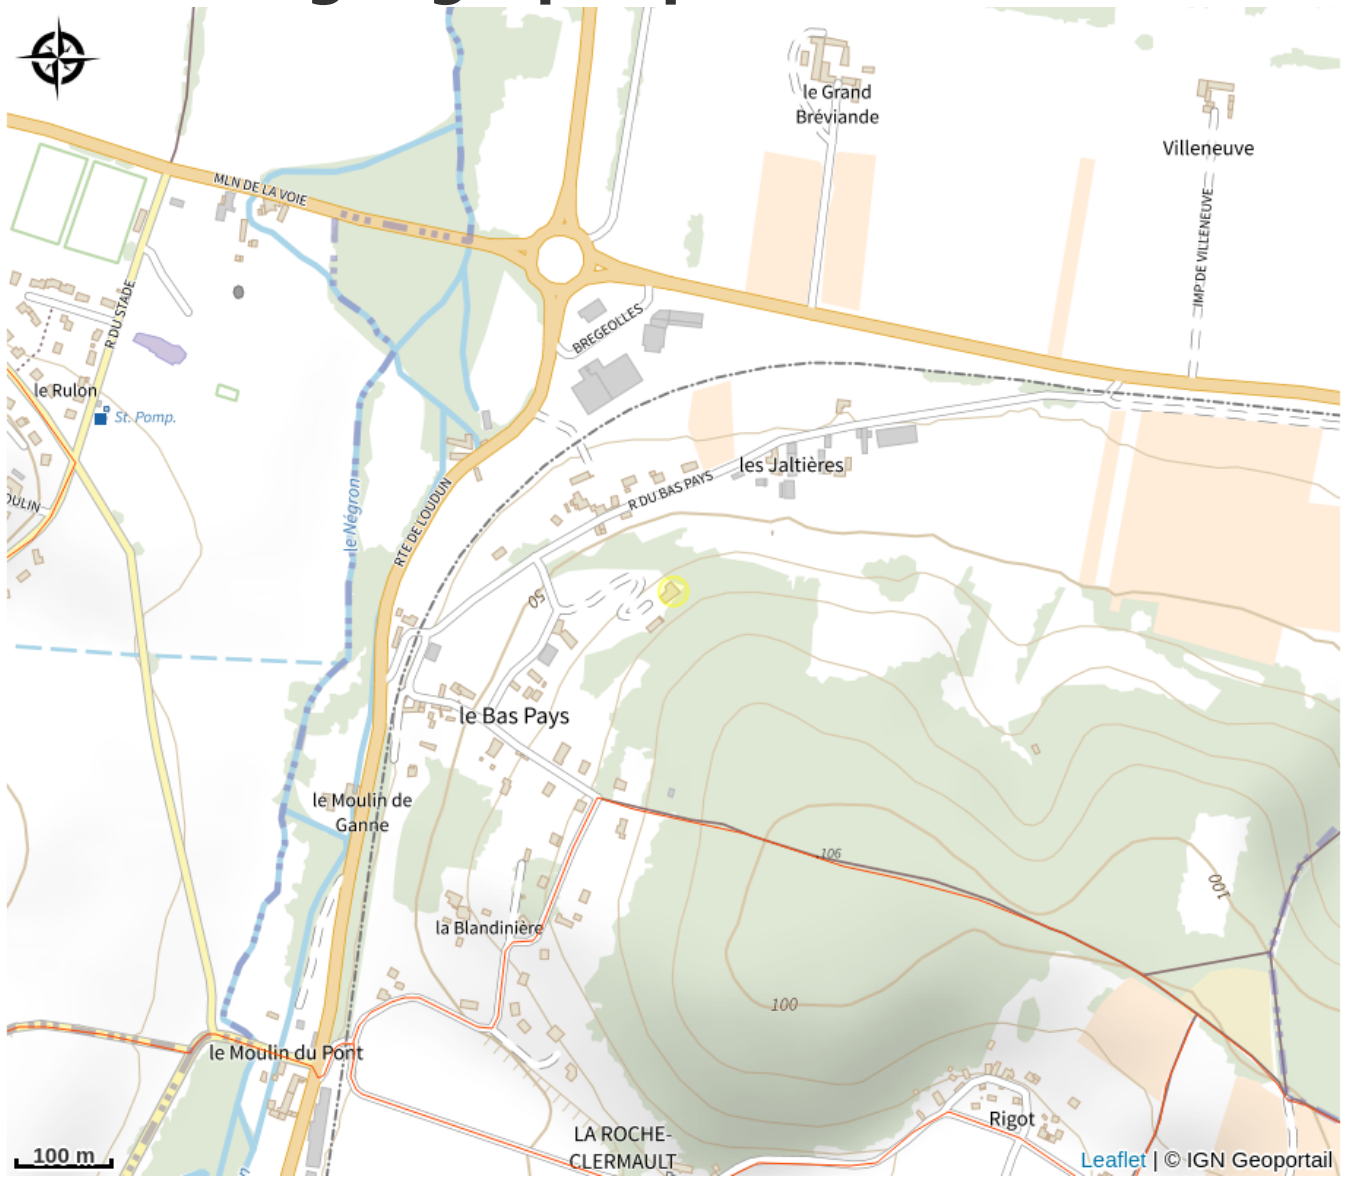 le Grand
Bréviande
Villeneuve
MLN DE LA VOIE
IMP DE VILLENEUVE
R DU STADE
BREGEOLLES
le Rulon
St. Pomp.
les Jaltières
R DU BAS PAYS
OULIN
le Négron
RTE DE LOUDUN
50
le Bas Pays
le Moulin de
Ganne
106
100
la Blandinière
100
le Moulin du Pont
Rigot
LA ROCHE-
CLERMAULT
100 m
Leaflet | © IGN Geoportail